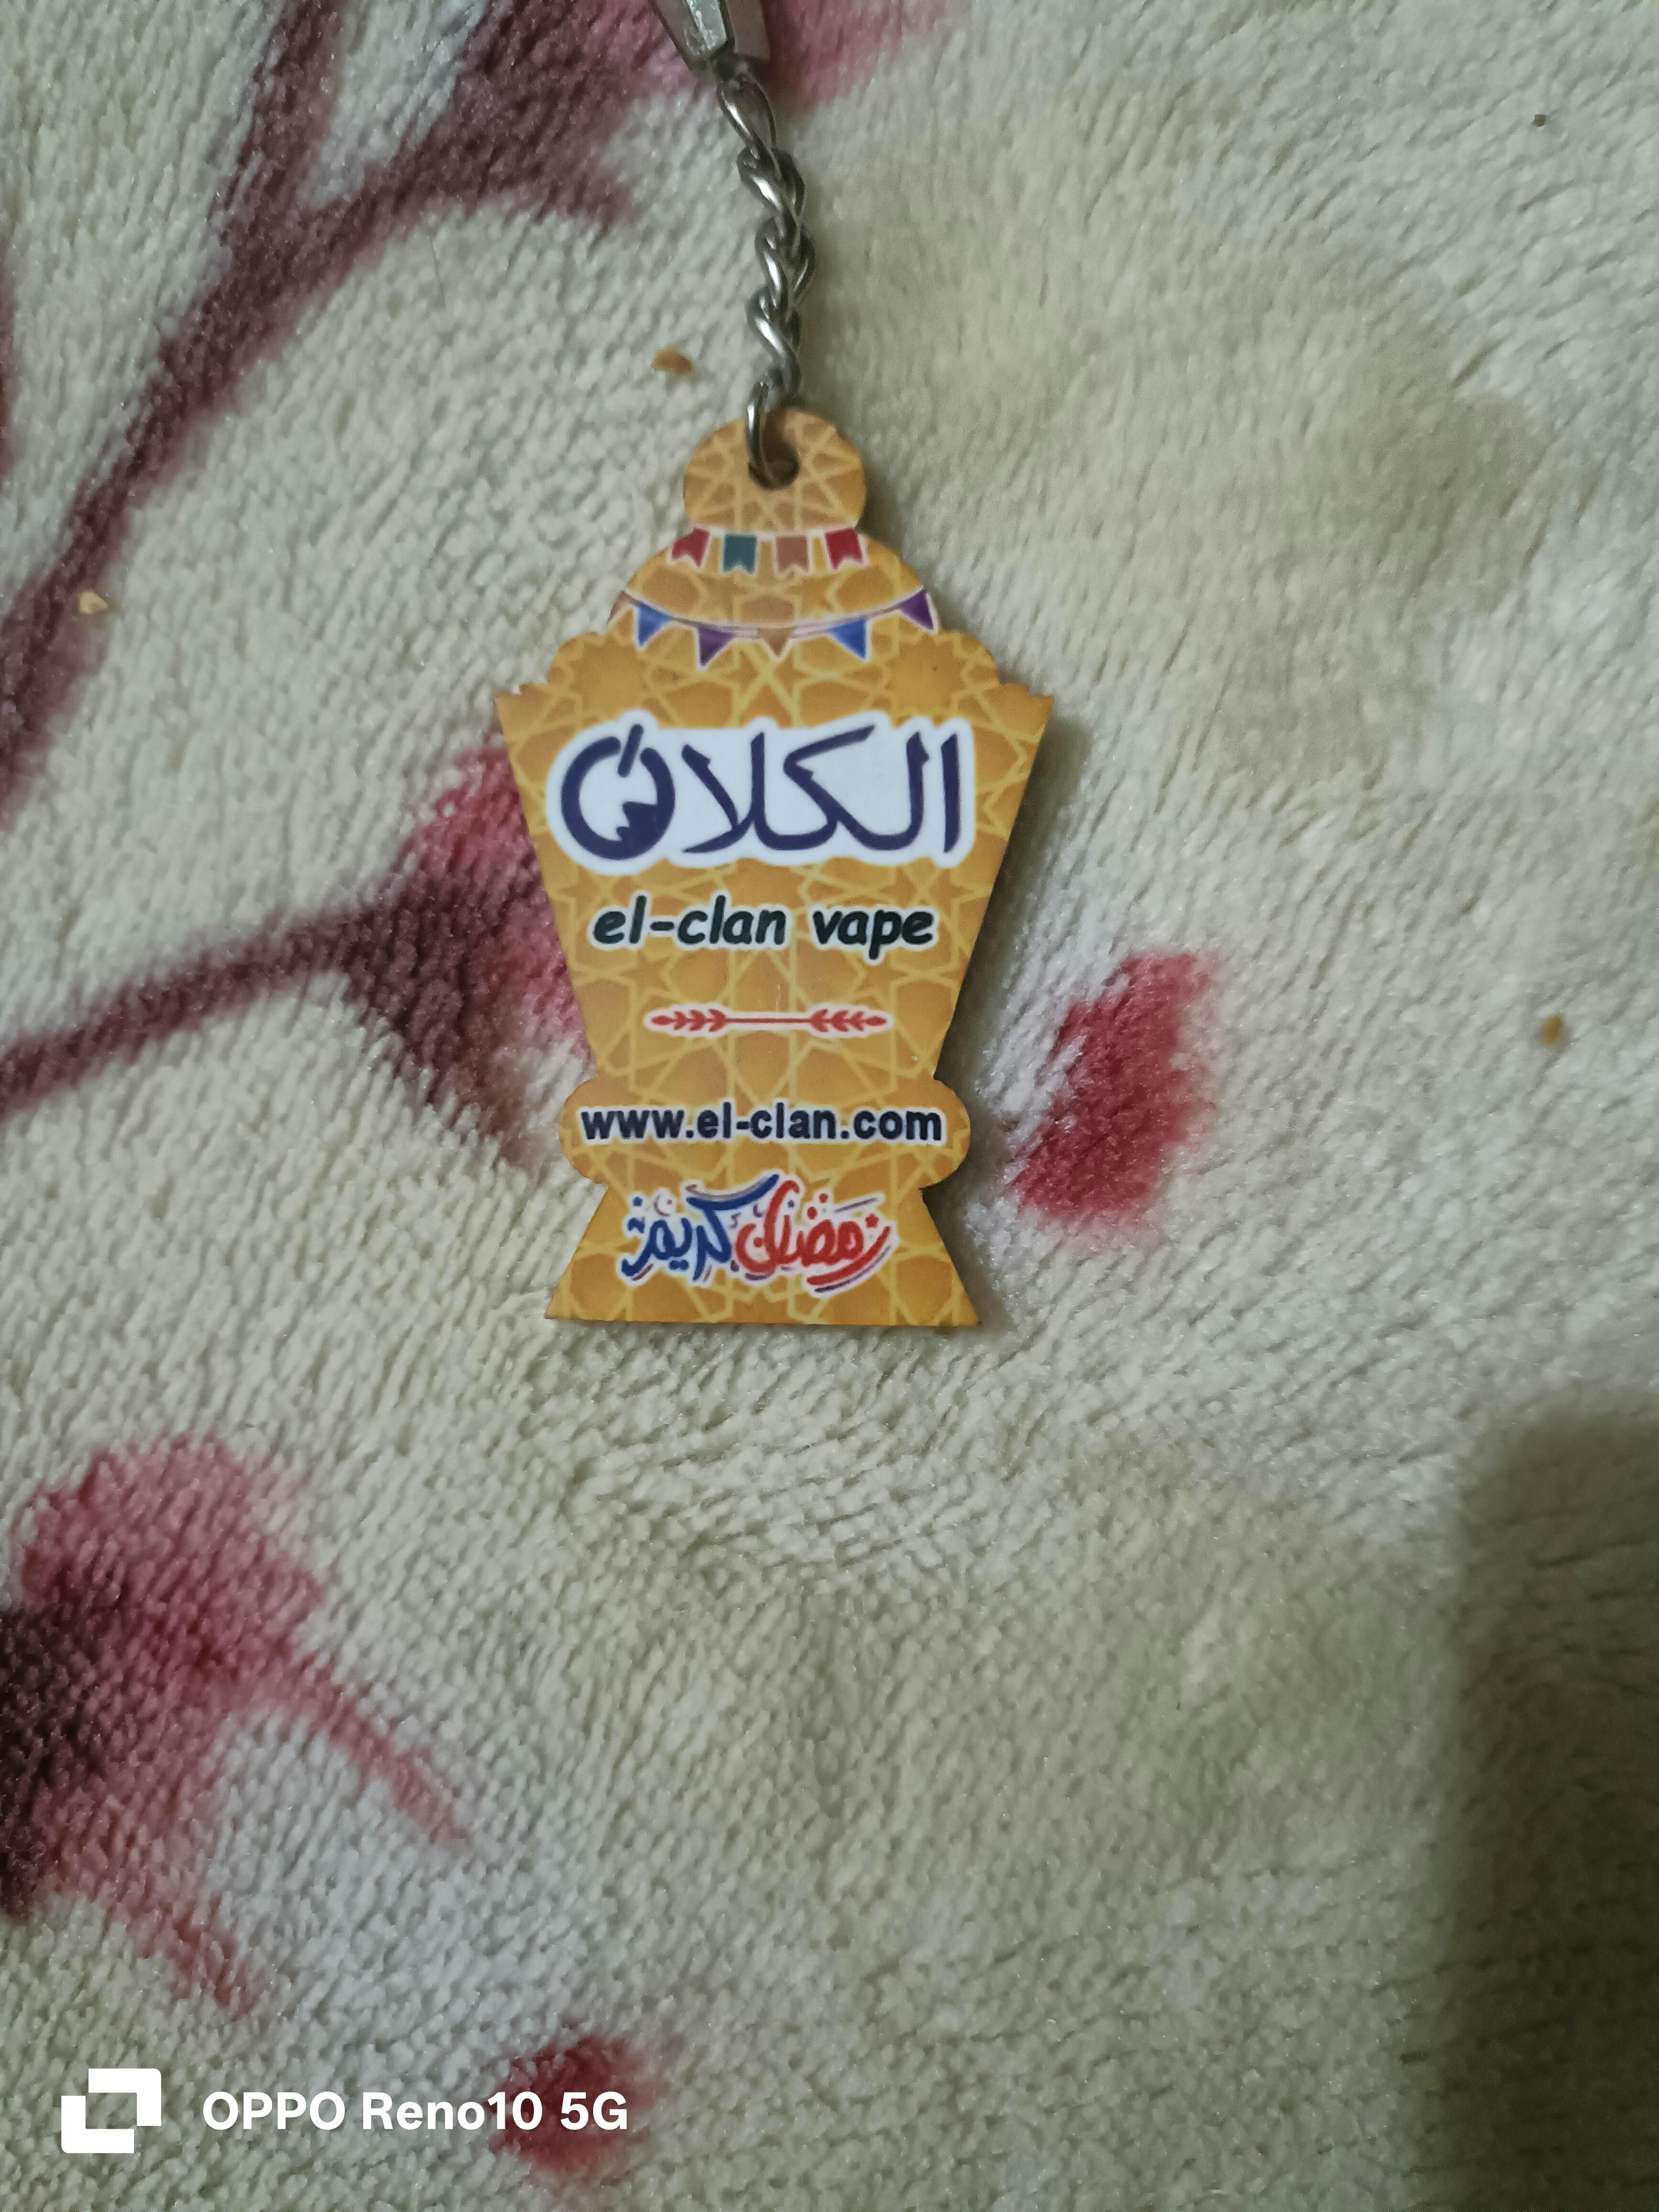 الكلان
el-clan vape
www.el-clan.com
رمضان كريم
OPPO Reno10 5G